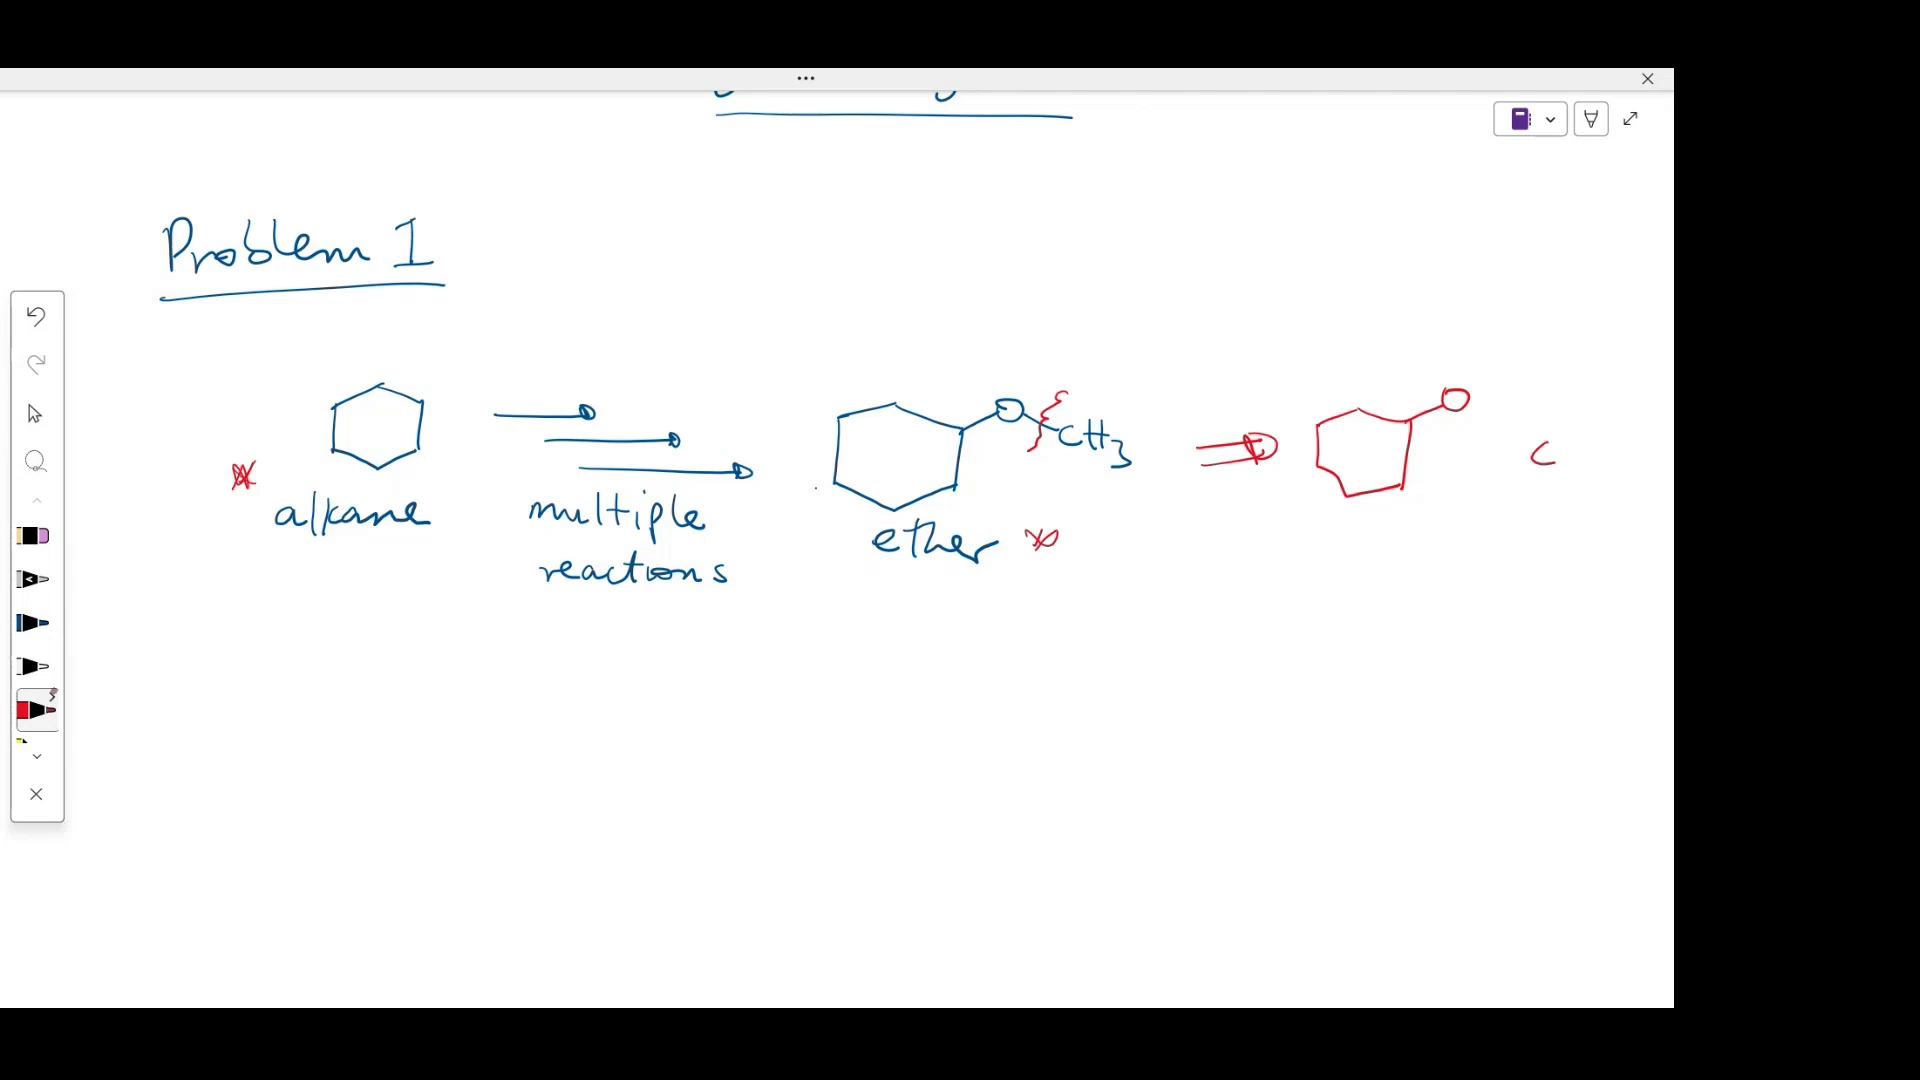 Problem 1
O
CH3
O
C
alkane
multiple
reactions
ether